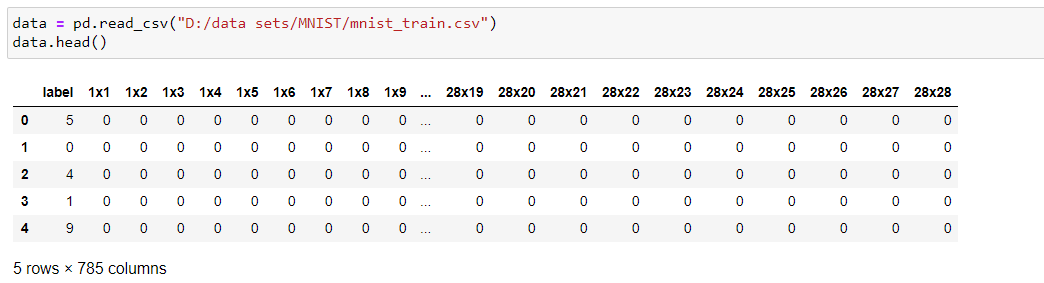 data = pd.read_csv("D:/data sets/MNIST/mnist_train.csv")
data.head()
label 1x1 1x2 1x3 1x4 1x5 1x6 1x7 1x8 1x9 ... 28x19 28x20 28x21 28x22 28x23 28x24 28x25 28x26 28x27 28x28
0 5 0 0 0 0 0 0 0 0 0 ... 0 0 0 0 0 0 0 0 0 0
1 0 0 0 0 0 0 0 0 0 0 ... 0 0 0 0 0 0 0 0 0 0
2 4 0 0 0 0 0 0 0 0 0 ... 0 0 0 0 0 0 0 0 0 0
3 1 0 0 0 0 0 0 0 0 0 ... 0 0 0 0 0 0 0 0 0 0
4 9 0 0 0 0 0 0 0 0 0 ... 0 0 0 0 0 0 0 0 0 0
5 rows × 785 columns